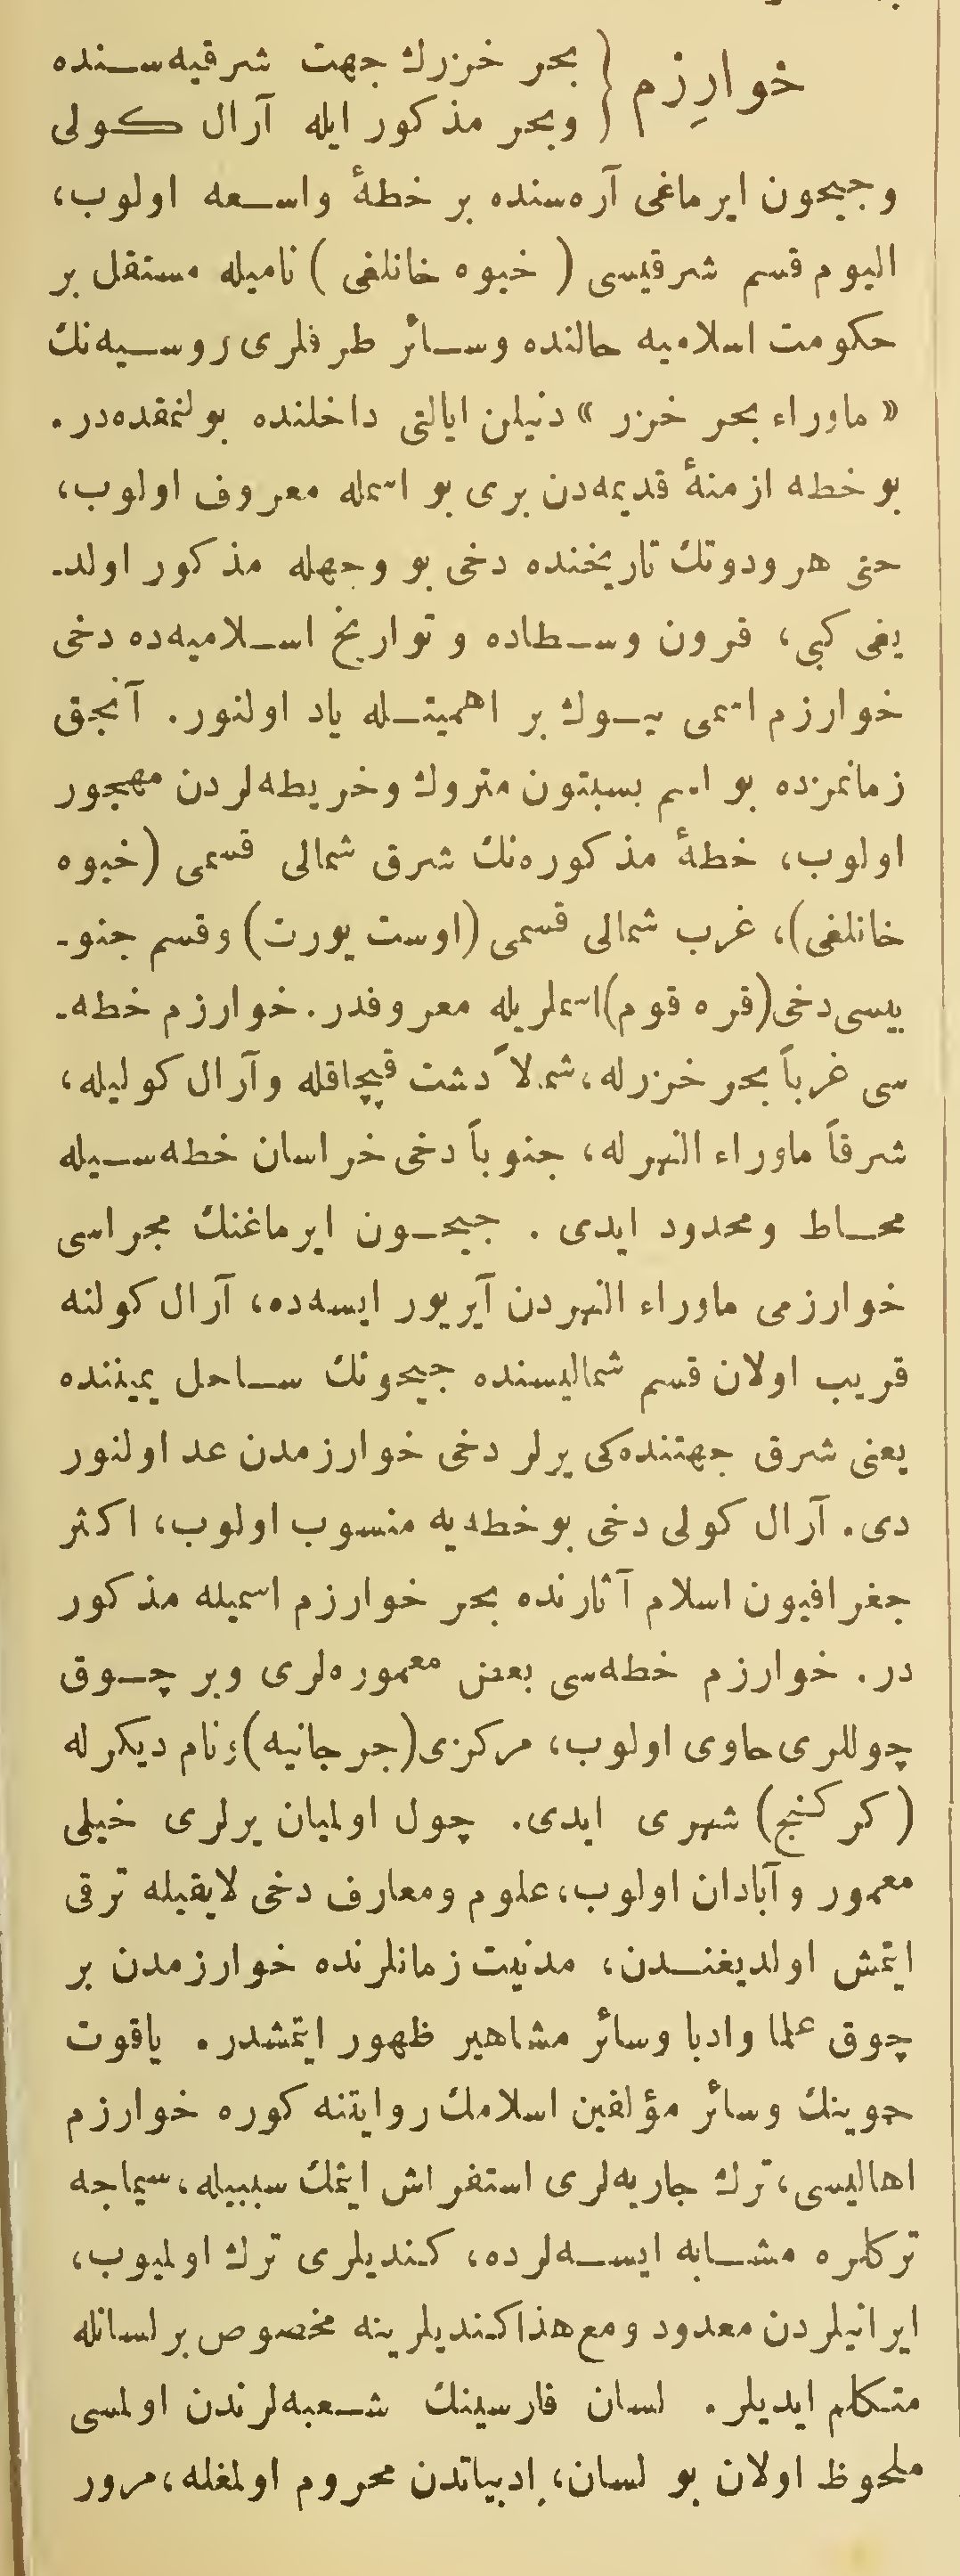 خوارِزم { بحر خزرك جهت شرقيه‌سنده
وبحر مذكور ايله آرال كولى
وجيحون ايرماغى آره‌سنده بر خطهٔ واسعه اولوب،
اليوم قسم شرقيسى ( خيوه خانلغى ) ناميله مستقل بر
حكومت اسلاميه حالنده وسائر طرفلرى روسيه‌نك
« ماوراء بحر خزر » دنيلن ايالتى داخلنده بولنمقده‌در.
بو خطه ازمنهٔ قديمه‌دن برى بو اسمله معروف اولوب،
حتى هرودوتك تاريخنده دخى بو وجهله مذكور اولد-
يغى كبى، قرون وسطاده و تواريخ اسلاميه‌ده دخى
خوارزم اسمى بيوك بر اهميتله ياد اولنور. آنجق
زمانمزده بو اسم بسبتون متروك وخريطه‌لردن مهجور
اولوب، خطهٔ مذكوره‌نك شرق شمالى قسمى (خيوه
خانلغى)، غرب شمالى قسمى (اوست يورت) وقسم جنو-
بيسى دخى (قره قوم) اسملريله معروفدر. خوارزم خطه-
سى غرباً بحر خزرله، شمالاً دشت قپچاقله وآرال كوليله،
شرقاً ماوراء النهرله، جنوباً دخى خراسان خطه‌سيله
محاط ومحدود ايدى. جيحون ايرماغنك مجراسى
خوارزمى ماوراء النهردن آيريور ايسه‌ده، آرال كولنه
قريب اولان قسم شماليسنده جيحونك ساحل يميننده
يعنى شرق جهتنده‌كى يرلر دخى خوارزمدن عد اولنور
دى. آرال كولى دخى بو خطه‌يه منسوب اولوب، اكثر
جغرافيون اسلام آثارنده بحر خوارزم اسميله مذكور
در. خوارزم خطه‌سى بعض معموره‌لرى وبر چوق
چوللرى حاوى اولوب، مركزى (جرجانيه)، نام ديكرله
(كركنج) شهرى ايدى. چول اولميان يرلرى خيلى
معمور وآبادان اولوب، علوم ومعارف دخى لايقيله ترقى
ايتمش اولديغندن، مدنيت زمانلرنده خوارزمدن بر
چوق علما وادبا وسائر مشاهير ظهور ايتمشدر. ياقوت
حموينك وسائر مؤلفين اسلامك روايتنه كوره خوارزم
اهاليسى، ترك جاريه‌لرى استفراش ايتمك سببيله، سيماجه
تركلره مشابه ايسه‌لرده، كنديلرى ترك اولميوب،
ايرانيلردن معدود ومع هذا كنديلرينه مخصوص بر لسانله
متكلم ايديلر. لسان فارسينك شعبه‌لرندن اولمسى
ملحوظ اولان بو لسان، ادبياتدن محروم اولمغله، مرور